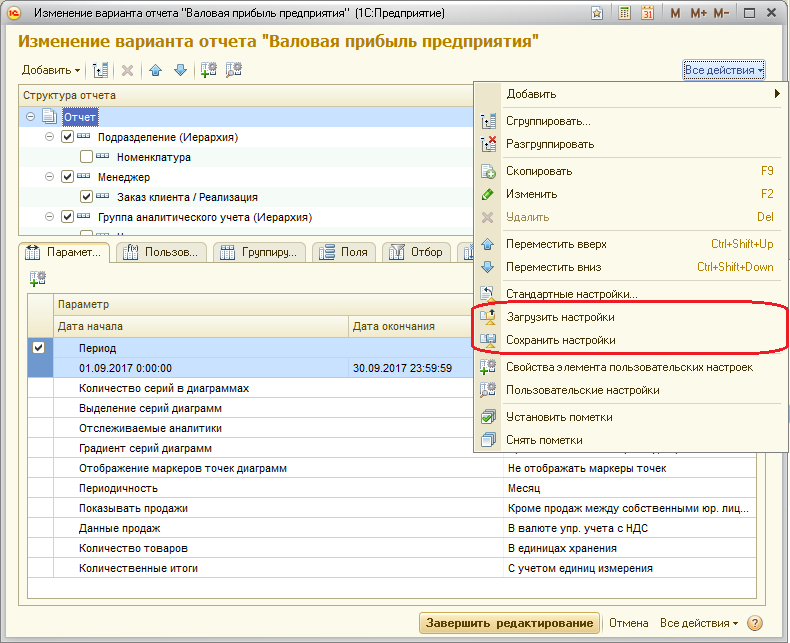 Изменение варианта отчета "Валовая прибыль предприятия" (1С:Предприятие)
31 M M+ M-
Изменение варианта отчета "Валовая прибыль предприятия"
Добавить Все действия
Структура отчета
Отчет
Подразделение (Иерархия)
Номенклатура
Менеджер
Заказ клиента / Реализация
Группа аналитического учета (Иерархия)
Добавить
Сгруппировать...
Разгруппировать
Скопировать F9
Изменить F2
Удалить Del
Переместить вверх Ctrl+Shift+Up
Переместить вниз Ctrl+Shift+Down
Стандартные настройки...
Загрузить настройки
Сохранить настройки
Свойства элемента пользовательских настроек
Пользовательские настройки
Установить пометки
Снять пометки
Парамет... Пользов... Группиру... Поля Отбор
Параметр
Дата начала Дата окончания
Период
01.09.2017 0:00:00 30.09.2017 23:59:59
Количество серий в диаграммах
Выделение серий диаграмм
Отслеживаемые аналитики
Градиент серий диаграмм
Отображение маркеров точек диаграмм Не отображать маркеры точек
Периодичность Месяц
Показывать продажи Кроме продаж между собственными юр. лиц...
Данные продаж В валюте упр. учета с НДС
Количество товаров В единицах хранения
Количественные итоги С учетом единиц измерения
Завершить редактирование Отмена Все действия ?